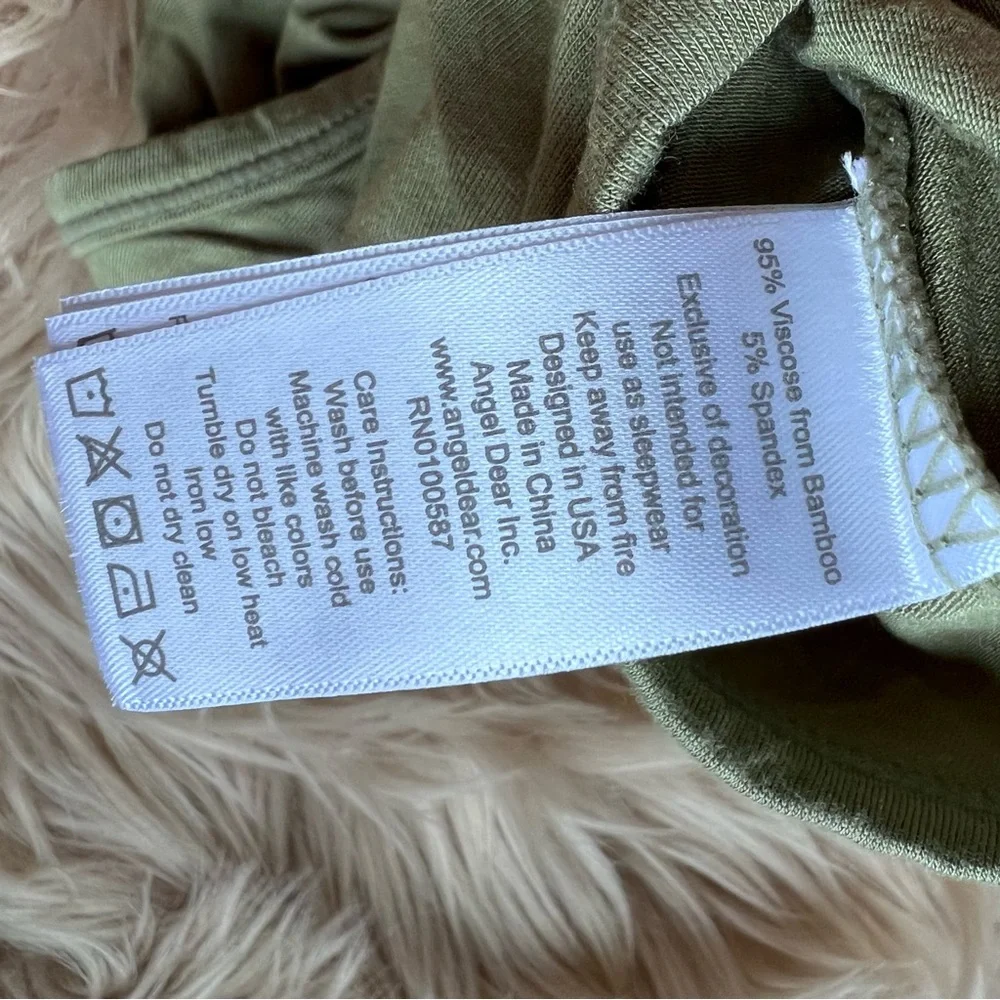 95% Viscose from Bamboo
5% Spandex
Exclusive of decoration
Not intended for
use as sleepwear
Keep away from fire
Designed in USA
Made in China
Angel Dear Inc.
www.angeldear.com
RN0100587
Care Instructions:
Wash before use
Machine wash cold
with like colors
Do not bleach
Tumble dry on low heat
Iron low
Do not dry clean